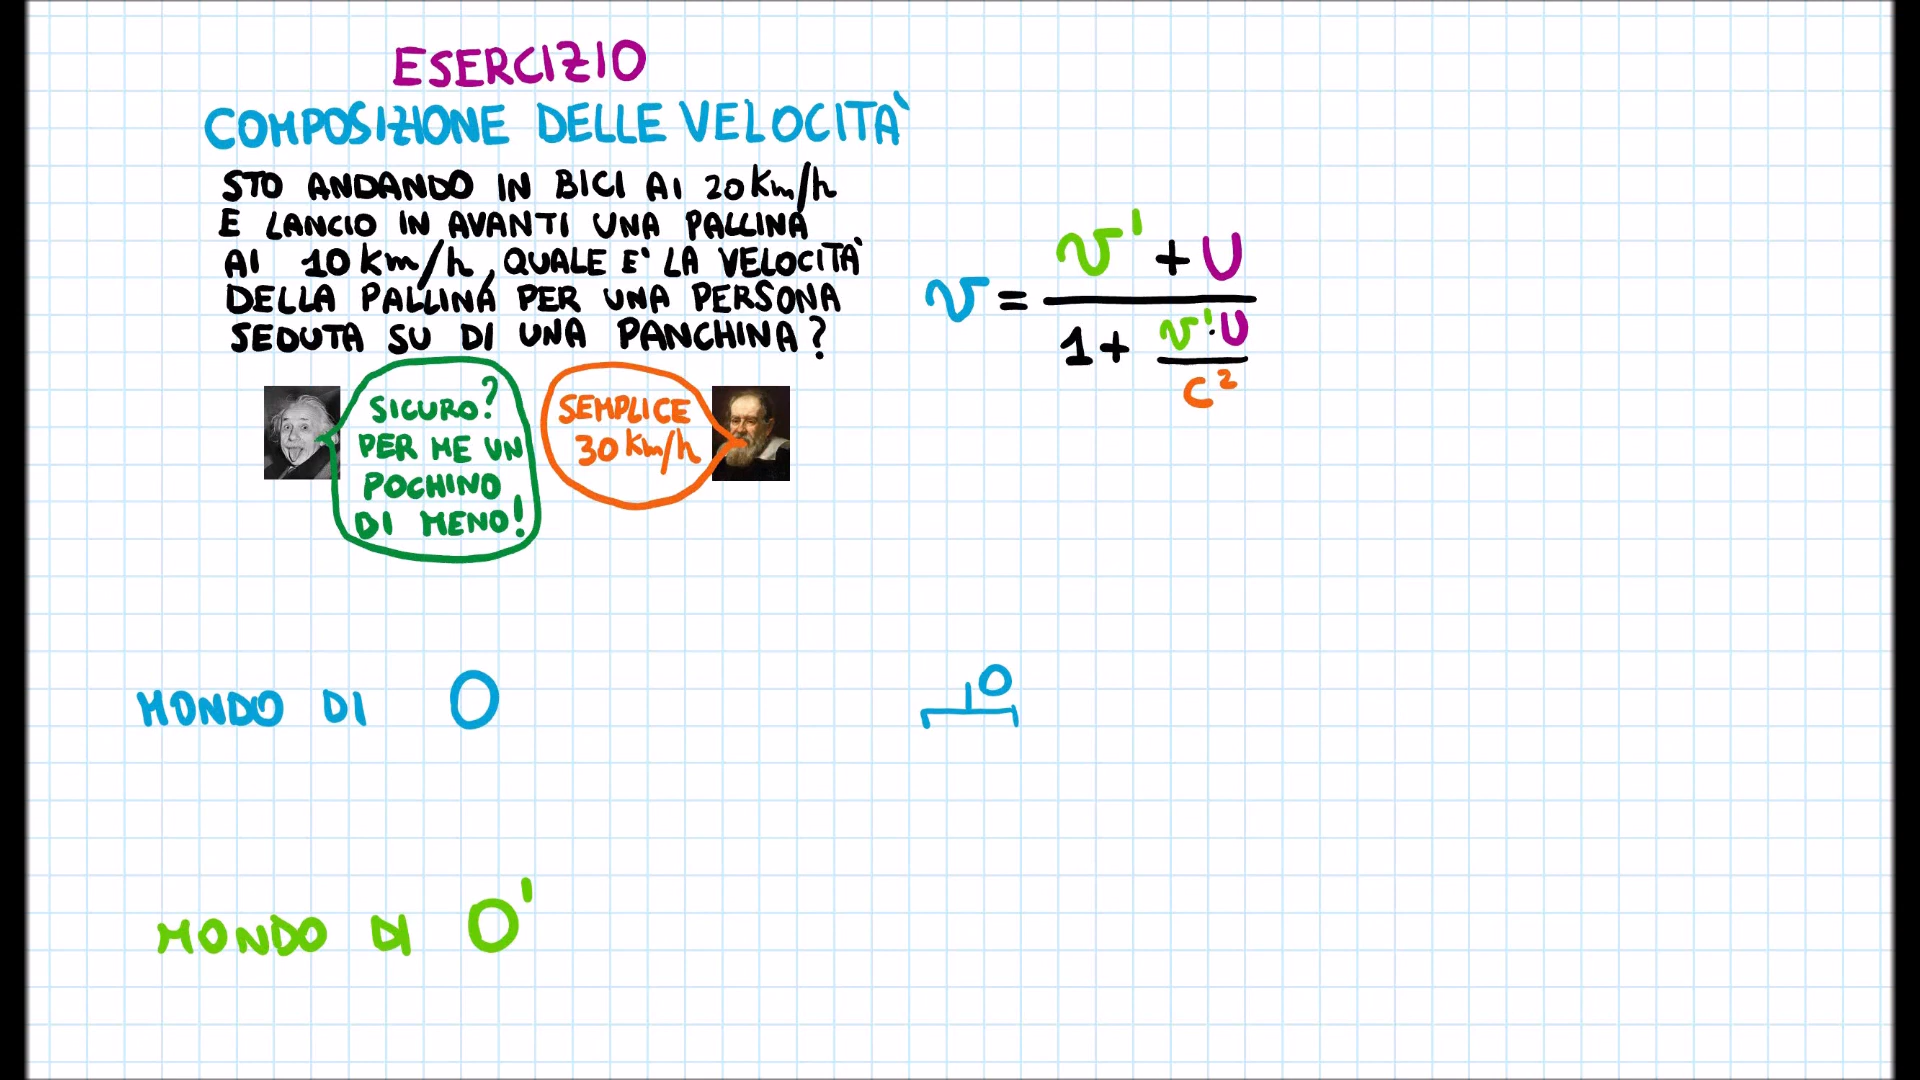 ESERCIZIO
COMPOSIZIONE DELLE VELOCITA'
STO ANDANDO IN BICI AI 20 Km/h
E LANCIO IN AVANTI UNA PALLINA
AI 10 Km/h, QUALE E' LA VELOCITA'
DELLA PALLINA PER UNA PERSONA
SEDUTA SU DI UNA PANCHINA?
SICURO?
PER ME UN
POCHINO
DI MENO!
SEMPLICE
30 Km/h
v = (v' + U) / (1 + (v'·U) / c²)
MONDO DI O
O
MONDO DI O'